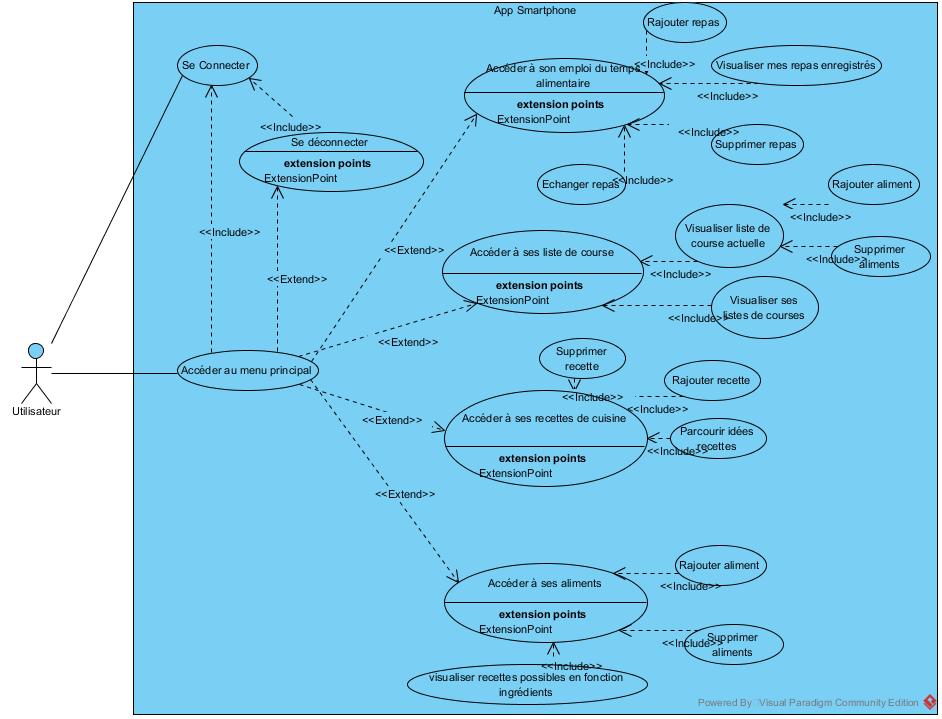 App Smartphone
Rajouter repas
Se Connecter
Accéder à son emploi du temps
alimentaire
<<Include>>
Visualiser mes repas enregistrés
<<Include>>
extension points
ExtensionPoint
<<Include>>
Se déconnecter
extension points
ExtensionPoint
<<Include>>
Supprimer repas
Echanger repas
<<Include>>
Rajouter aliment
<<Include>>
<<Include>>
<<Extend>>
Visualiser liste de
course actuelle
Accéder à ses liste de course
<<Include>>
Supprimer
aliments
<<Include>>
<<Extend>>
extension points
ExtensionPoint
Visualiser ses
listes de courses
<<Include>>
<<Extend>>
Utilisateur
Accéder au menu principal
Supprimer
recette
<<Include>>
Rajouter recette
<<Include>>
<<Extend>>
Accéder à ses recettes de cuisine
Parcourir idées
recettes
<<Include>>
extension points
ExtensionPoint
<<Extend>>
Accéder à ses aliments
Rajouter aliment
<<Include>>
extension points
ExtensionPoint
Supprimer
aliments
<<Include>>
<<Include>>
visualiser recettes possibles en fonction
ingrédients
Powered By Visual Paradigm Community Edition